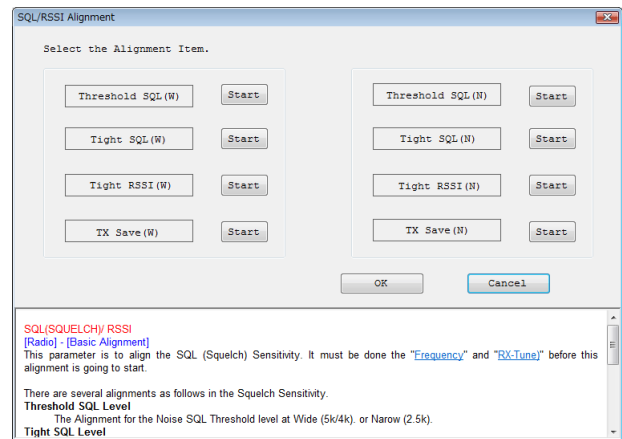 SQL/RSSI Alignment
Select the Alignment Item.
Threshold SQL(W) Start Threshold SQL(N) Start
Tight SQL(W) Start Tight SQL(N) Start
Tight RSSI(W) Start Tight RSSI(N) Start
TX Save(W) Start TX Save(N) Start
OK Cancel
SQL(SQUELCH)/ RSSI
[Radio] - [Basic Alignment]
This parameter is to align the SQL (Squelch) Sensitivity. It must be done the "Frequency" and "RX-Tune)" before this
alignment is going to start.
There are several alignments as follows in the Squelch Sensitivity.
Threshold SQL Level
The Alignment for the Noise SQL Threshold level at Wide (5k/4k). or Narow (2.5k).
Tight SQL Level